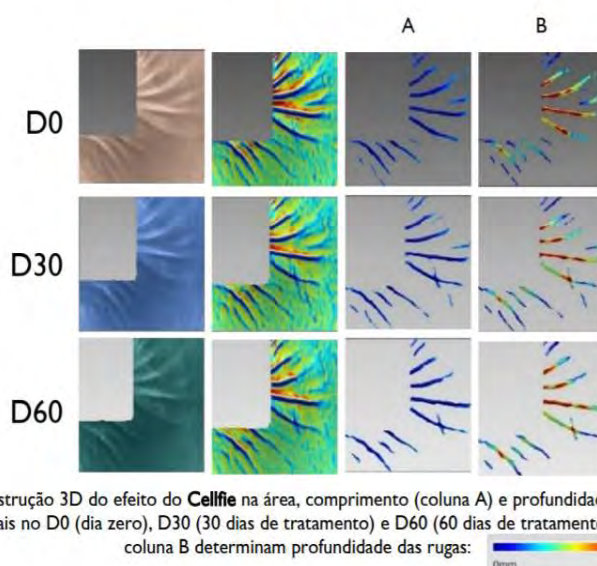 A B
D0
D30
D60
strução 3D do efeito do Cellfie na área, comprimento (coluna A) e profundidad
ais no D0 (dia zero), D30 (30 dias de tratamento) e D60 (60 dias de tratament
coluna B determinam profundidade das rugas:
0mm